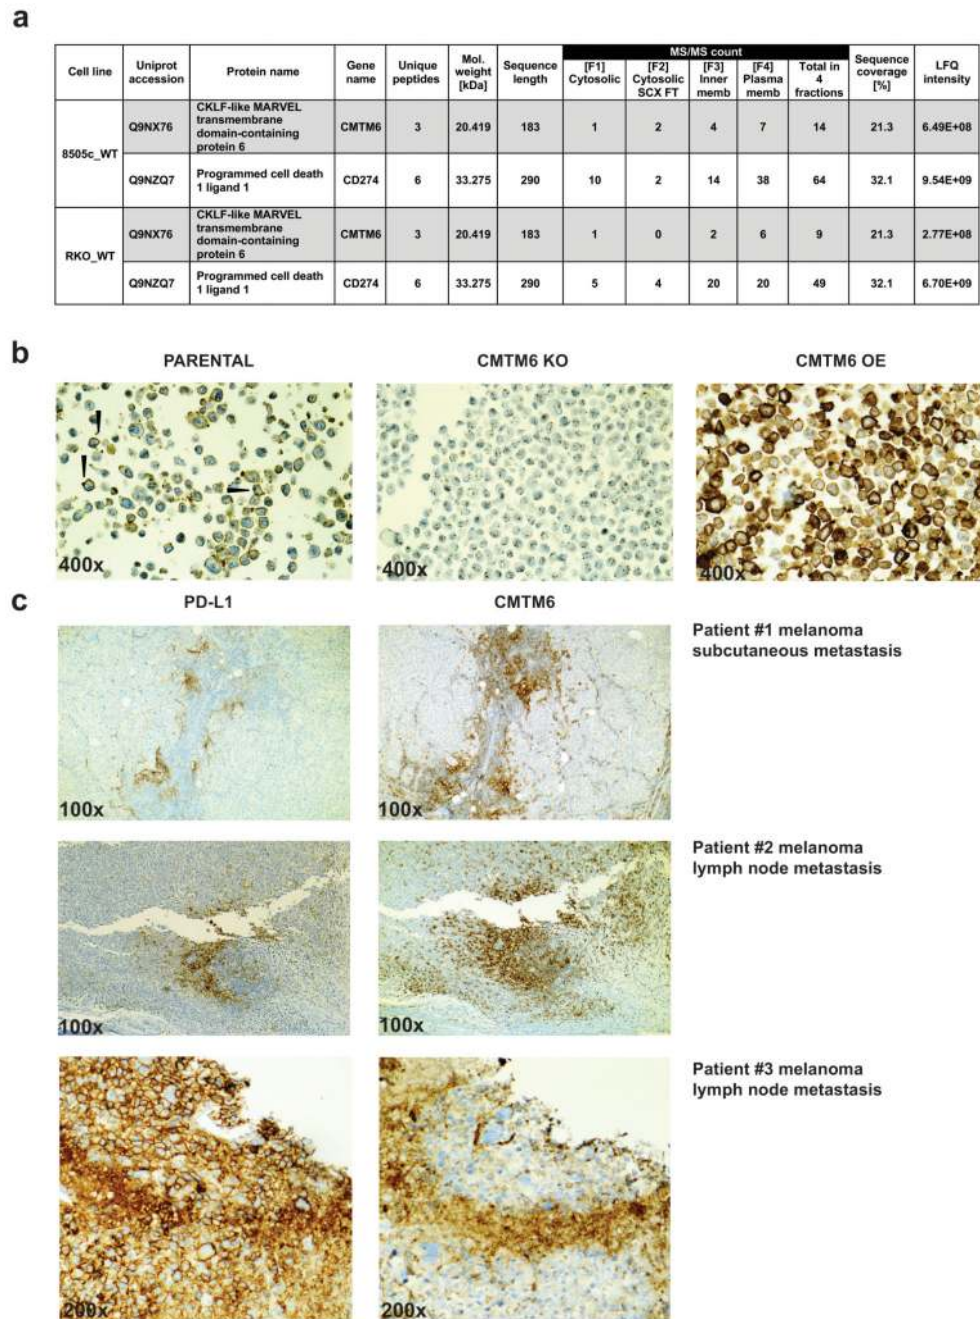 a
MS/MS count
Cell line Uniprot accession Protein name Gene name Unique peptides Mol. weight [kDa] Sequence length [F1] Cytosolic [F2] Cytosolic SCX FT [F3] Inner memb [F4] Plasma memb Total in 4 fractions Sequence coverage [%] LFQ intensity
8505c_WT Q9NX76 CKLF-like MARVEL transmembrane domain-containing protein 6 CMTM6 3 20.419 183 1 2 4 7 14 21.3 6.49E+08
Q9NZQ7 Programmed cell death 1 ligand 1 CD274 6 33.275 290 10 2 14 38 64 32.1 9.54E+09
RKO_WT Q9NX76 CKLF-like MARVEL transmembrane domain-containing protein 6 CMTM6 3 20.419 183 1 0 2 6 9 21.3 2.77E+08
Q9NZQ7 Programmed cell death 1 ligand 1 CD274 6 33.275 290 5 4 20 20 49 32.1 6.70E+09
b
PARENTAL CMTM6 KO CMTM6 OE
400x 400x 400x
c
PD-L1 CMTM6
Patient #1 melanoma
subcutaneous metastasis
100x 100x
Patient #2 melanoma
lymph node metastasis
100x 100x
Patient #3 melanoma
lymph node metastasis
200x 200x